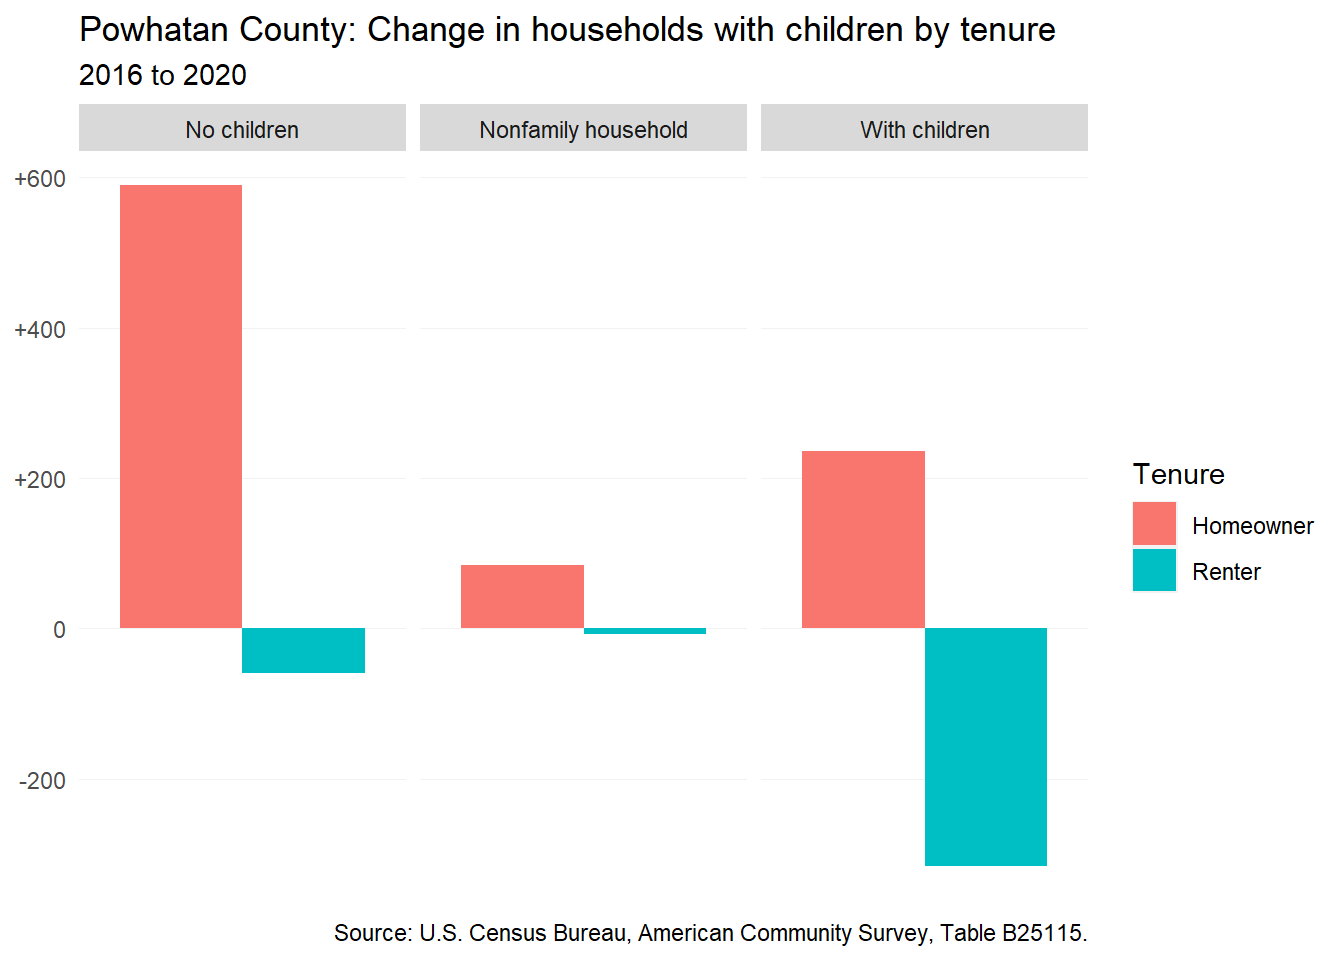 Powhatan County: Change in households with children by tenure
2016 to 2020
No children
Nonfamily household
With children
+600
+400
+200
0
-200
Tenure
Homeowner
Renter
Source: U.S. Census Bureau, American Community Survey, Table B25115.